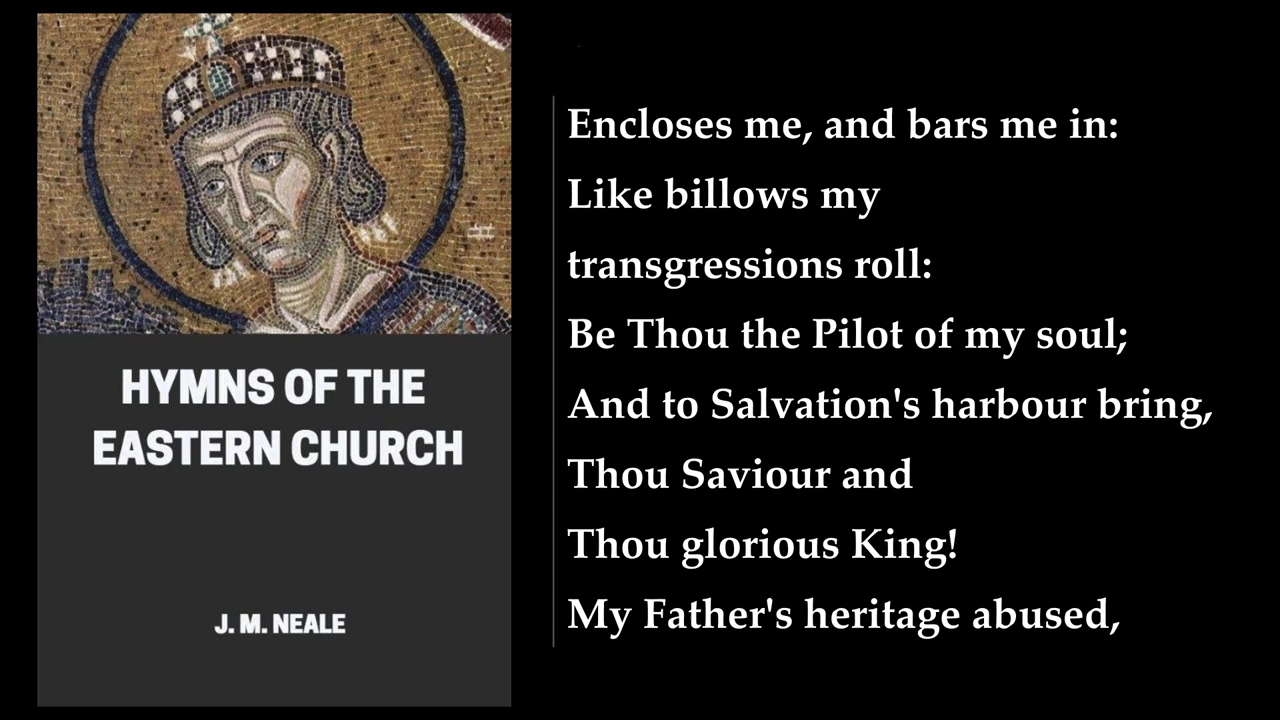 HYMNS OF THE
EASTERN CHURCH
J. M. NEALE
Encloses me, and bars me in:
Like billows my
transgressions roll:
Be Thou the Pilot of my soul;
And to Salvation's harbour bring,
Thou Saviour and
Thou glorious King!
My Father's heritage abused,